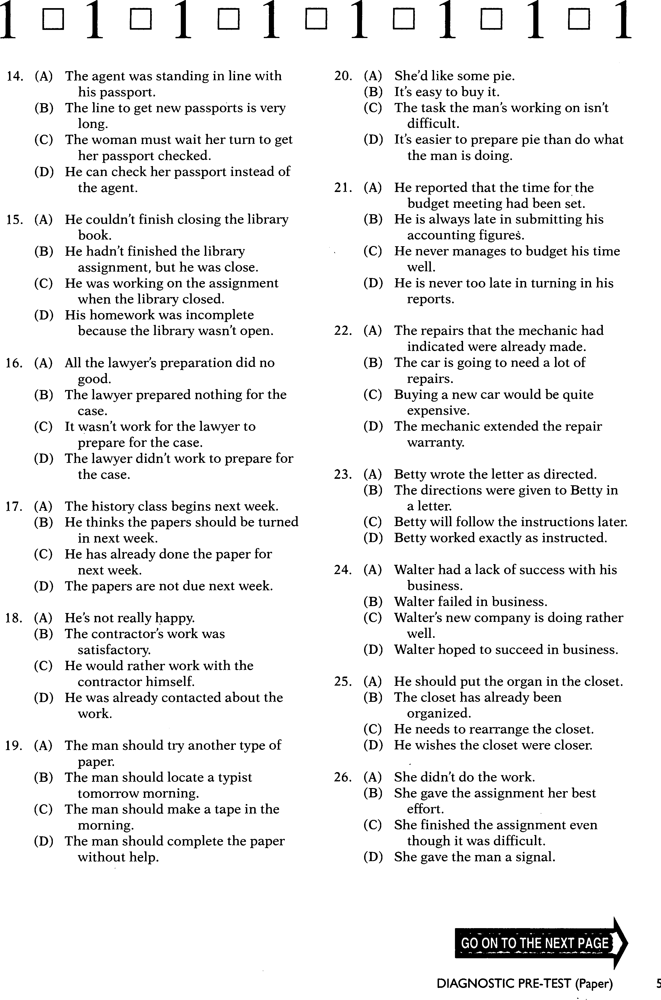 1 □ 1 □ 1 □ 1 □ 1 □ 1 □ 1 □ 1
14. (A) The agent was standing in line with
his passport.
(B) The line to get new passports is very
long.
(C) The woman must wait her turn to get
her passport checked.
(D) He can check her passport instead of
the agent.
15. (A) He couldn't finish closing the library
book.
(B) He hadn't finished the library
assignment, but he was close.
(C) He was working on the assignment
when the library closed.
(D) His homework was incomplete
because the library wasn't open.
16. (A) All the lawyer's preparation did no
good.
(B) The lawyer prepared nothing for the
case.
(C) It wasn't work for the lawyer to
prepare for the case.
(D) The lawyer didn't work to prepare for
the case.
17. (A) The history class begins next week.
(B) He thinks the papers should be turned
in next week.
(C) He has already done the paper for
next week.
(D) The papers are not due next week.
18. (A) He's not really happy.
(B) The contractor's work was
satisfactory.
(C) He would rather work with the
contractor himself.
(D) He was already contacted about the
work.
19. (A) The man should try another type of
paper.
(B) The man should locate a typist
tomorrow morning.
(C) The man should make a tape in the
morning.
(D) The man should complete the paper
without help.
20. (A) She'd like some pie.
(B) It's easy to buy it.
(C) The task the man's working on isn't
difficult.
(D) It's easier to prepare pie than do what
the man is doing.
21. (A) He reported that the time for the
budget meeting had been set.
(B) He is always late in submitting his
accounting figures.
(C) He never manages to budget his time
well.
(D) He is never too late in turning in his
reports.
22. (A) The repairs that the mechanic had
indicated were already made.
(B) The car is going to need a lot of
repairs.
(C) Buying a new car would be quite
expensive.
(D) The mechanic extended the repair
warranty.
23. (A) Betty wrote the letter as directed.
(B) The directions were given to Betty in
a letter.
(C) Betty will follow the instructions later.
(D) Betty worked exactly as instructed.
24. (A) Walter had a lack of success with his
business.
(B) Walter failed in business.
(C) Walter's new company is doing rather
well.
(D) Walter hoped to succeed in business.
25. (A) He should put the organ in the closet.
(B) The closet has already been
organized.
(C) He needs to rearrange the closet.
(D) He wishes the closet were closer.
26. (A) She didn't do the work.
(B) She gave the assignment her best
effort.
(C) She finished the assignment even
though it was difficult.
(D) She gave the man a signal.
GO ON TO THE NEXT PAGE
DIAGNOSTIC PRE-TEST (Paper) 5